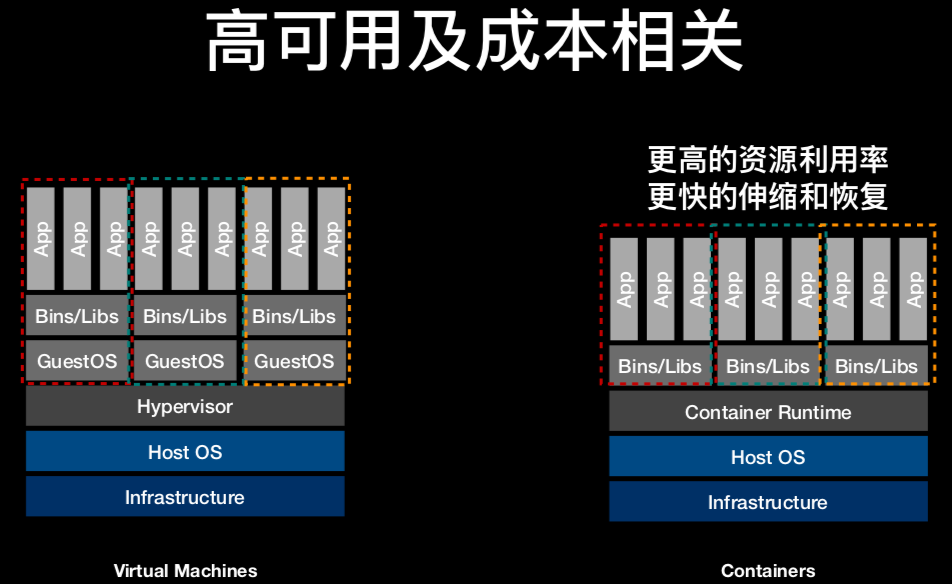 高可用及成本相关
更高的资源利用率
更快的伸缩和恢复
App App App App App App App App App
Bins/Libs Bins/Libs Bins/Libs
GuestOS GuestOS GuestOS
Hypervisor
Host OS
Infrastructure
Virtual Machines
App App App App App App App App App
Bins/Libs Bins/Libs Bins/Libs
Container Runtime
Host OS
Infrastructure
Containers